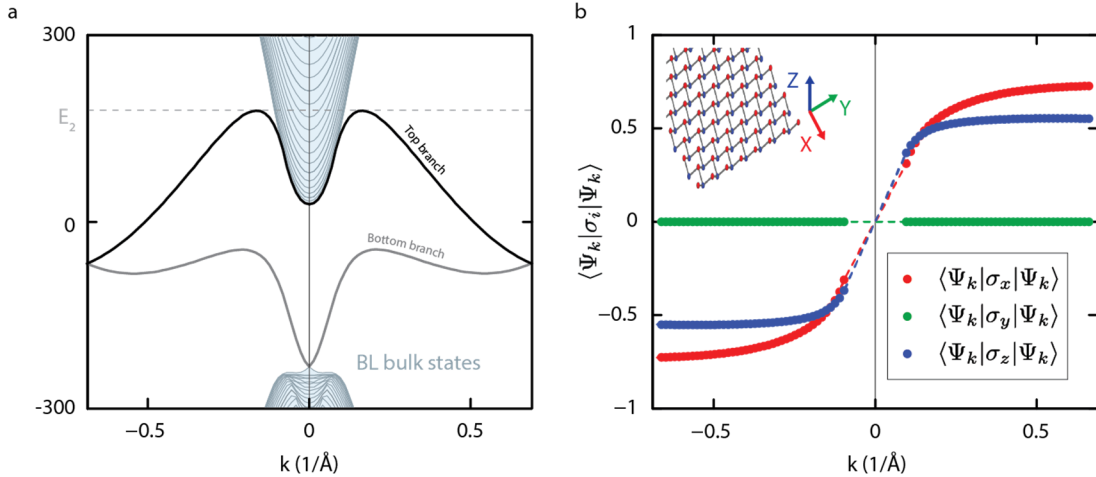 a
300
0
-300
E₂
Top branch
Bottom branch
BL bulk states
−0.5
0
0.5
k (1/Å)
b
1
0.5
0
−0.5
−1
⟨Ψk|σi|Ψk⟩
Z
Y
X
⟨Ψk|σx|Ψk⟩
⟨Ψk|σy|Ψk⟩
⟨Ψk|σz|Ψk⟩
−0.5
0
0.5
k (1/Å)